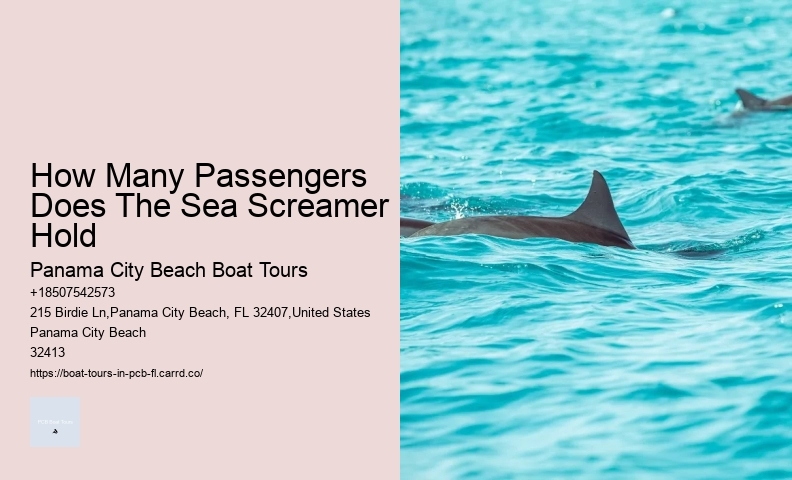 How Many Passengers
Does The Sea Screamer
Hold
Panama City Beach Boat Tours
+18507542573
215 Birdie Ln,Panama City Beach, FL 32407,United States
Panama City Beach
32413
https://boat-tours-in-pcb-fl.carrd.co/